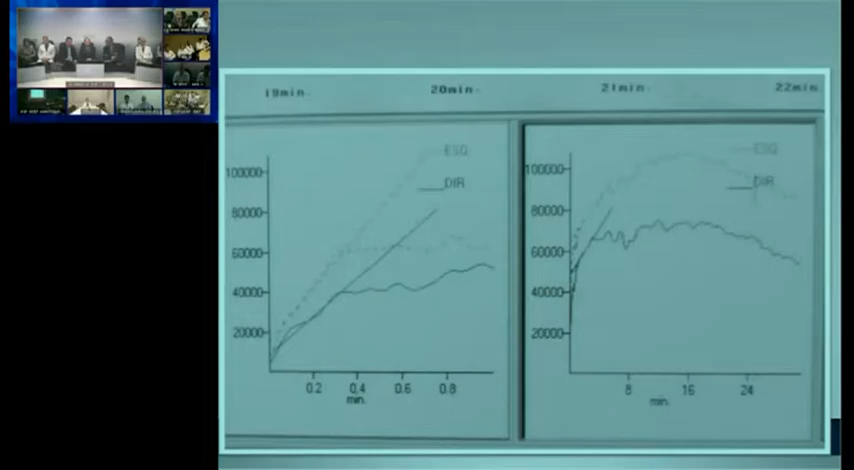 19min. 20min. 21min. 22min
ESQ
DIR
100000
80000
60000
40000
20000
0.2 0.4 0.6 0.8
min.
ESQ
DIR
100000
80000
60000
40000
20000
8 16 24
min.